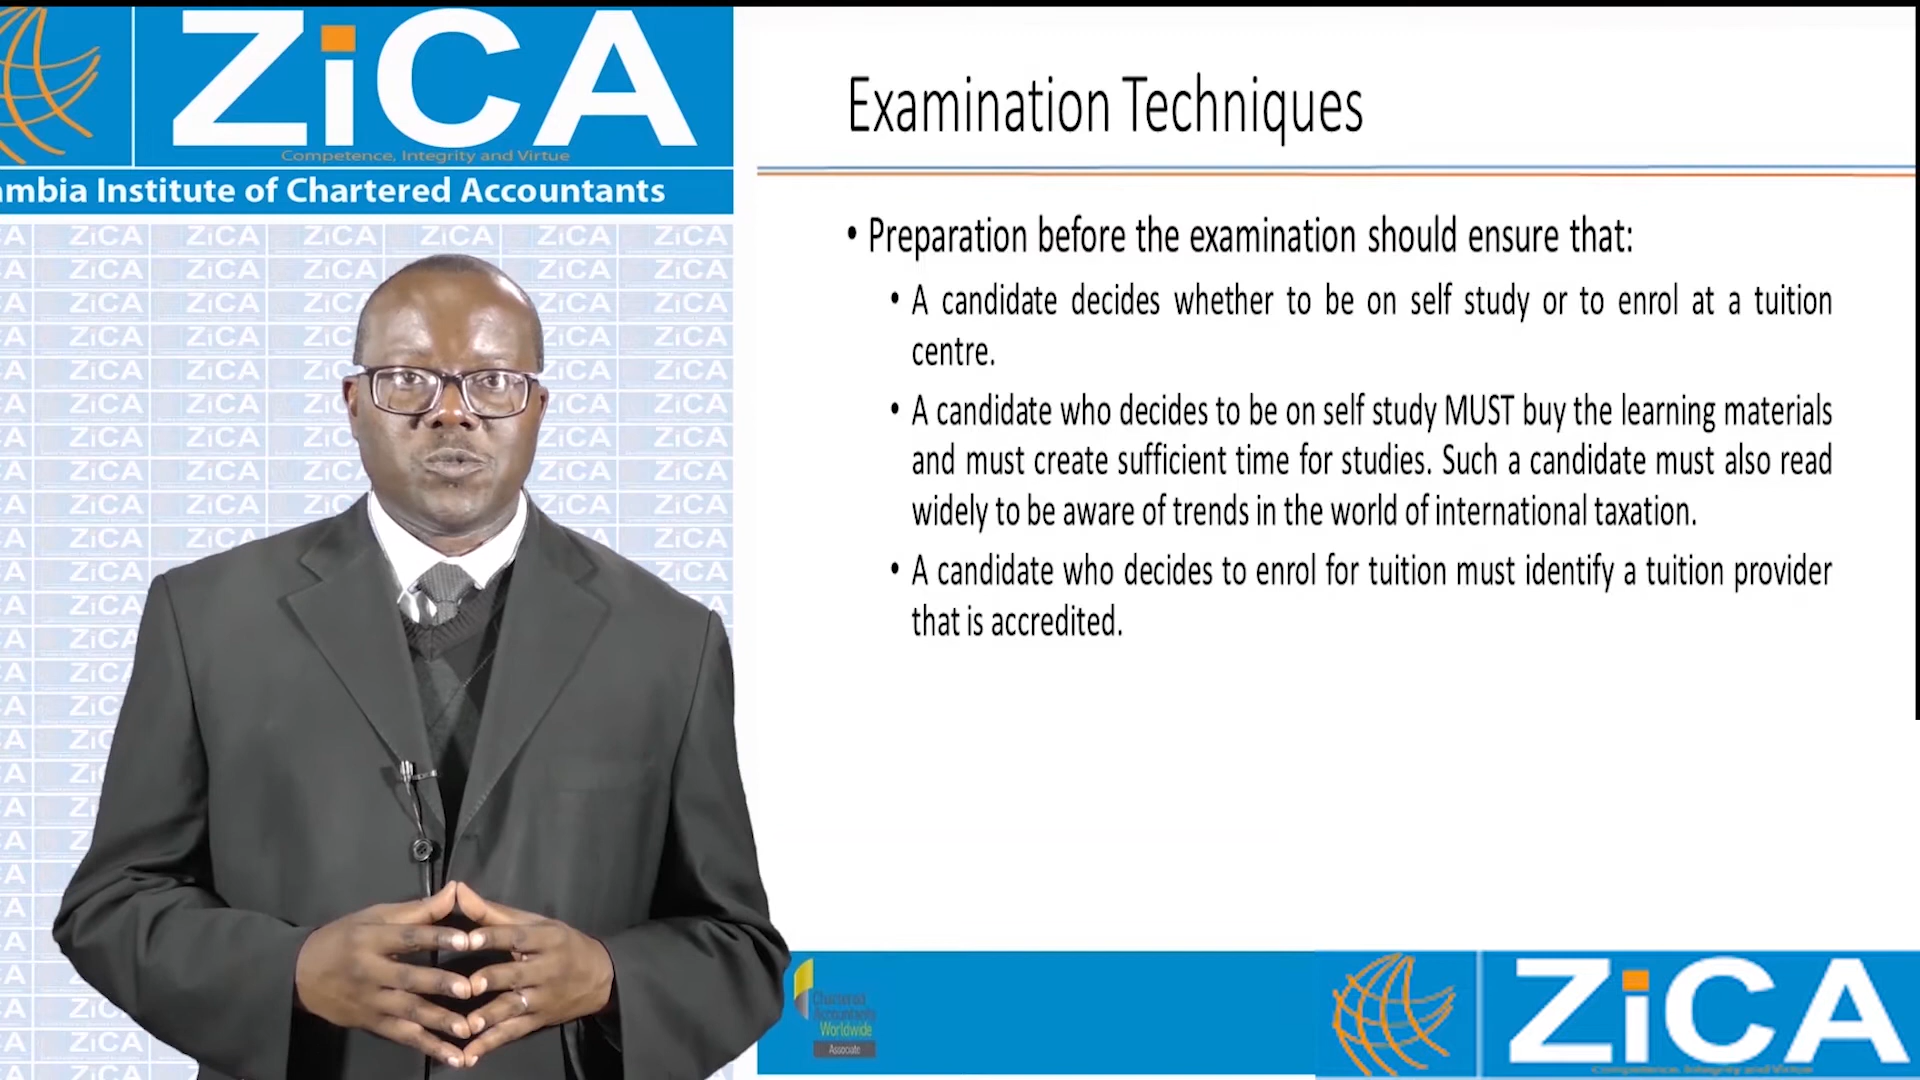 ZiCA
Competence, Integrity and Virtue
ambia Institute of Chartered Accountants
Examination Techniques
• Preparation before the examination should ensure that:
• A candidate decides whether to be on self study or to enrol at a tuition
centre.
• A candidate who decides to be on self study MUST buy the learning materials
and must create sufficient time for studies. Such a candidate must also read
widely to be aware of trends in the world of international taxation.
• A candidate who decides to enrol for tuition must identify a tuition provider
that is accredited.
Chartered
Accountants
Worldwide
Associate
ZiCA
Competence, Integrity and Virtue